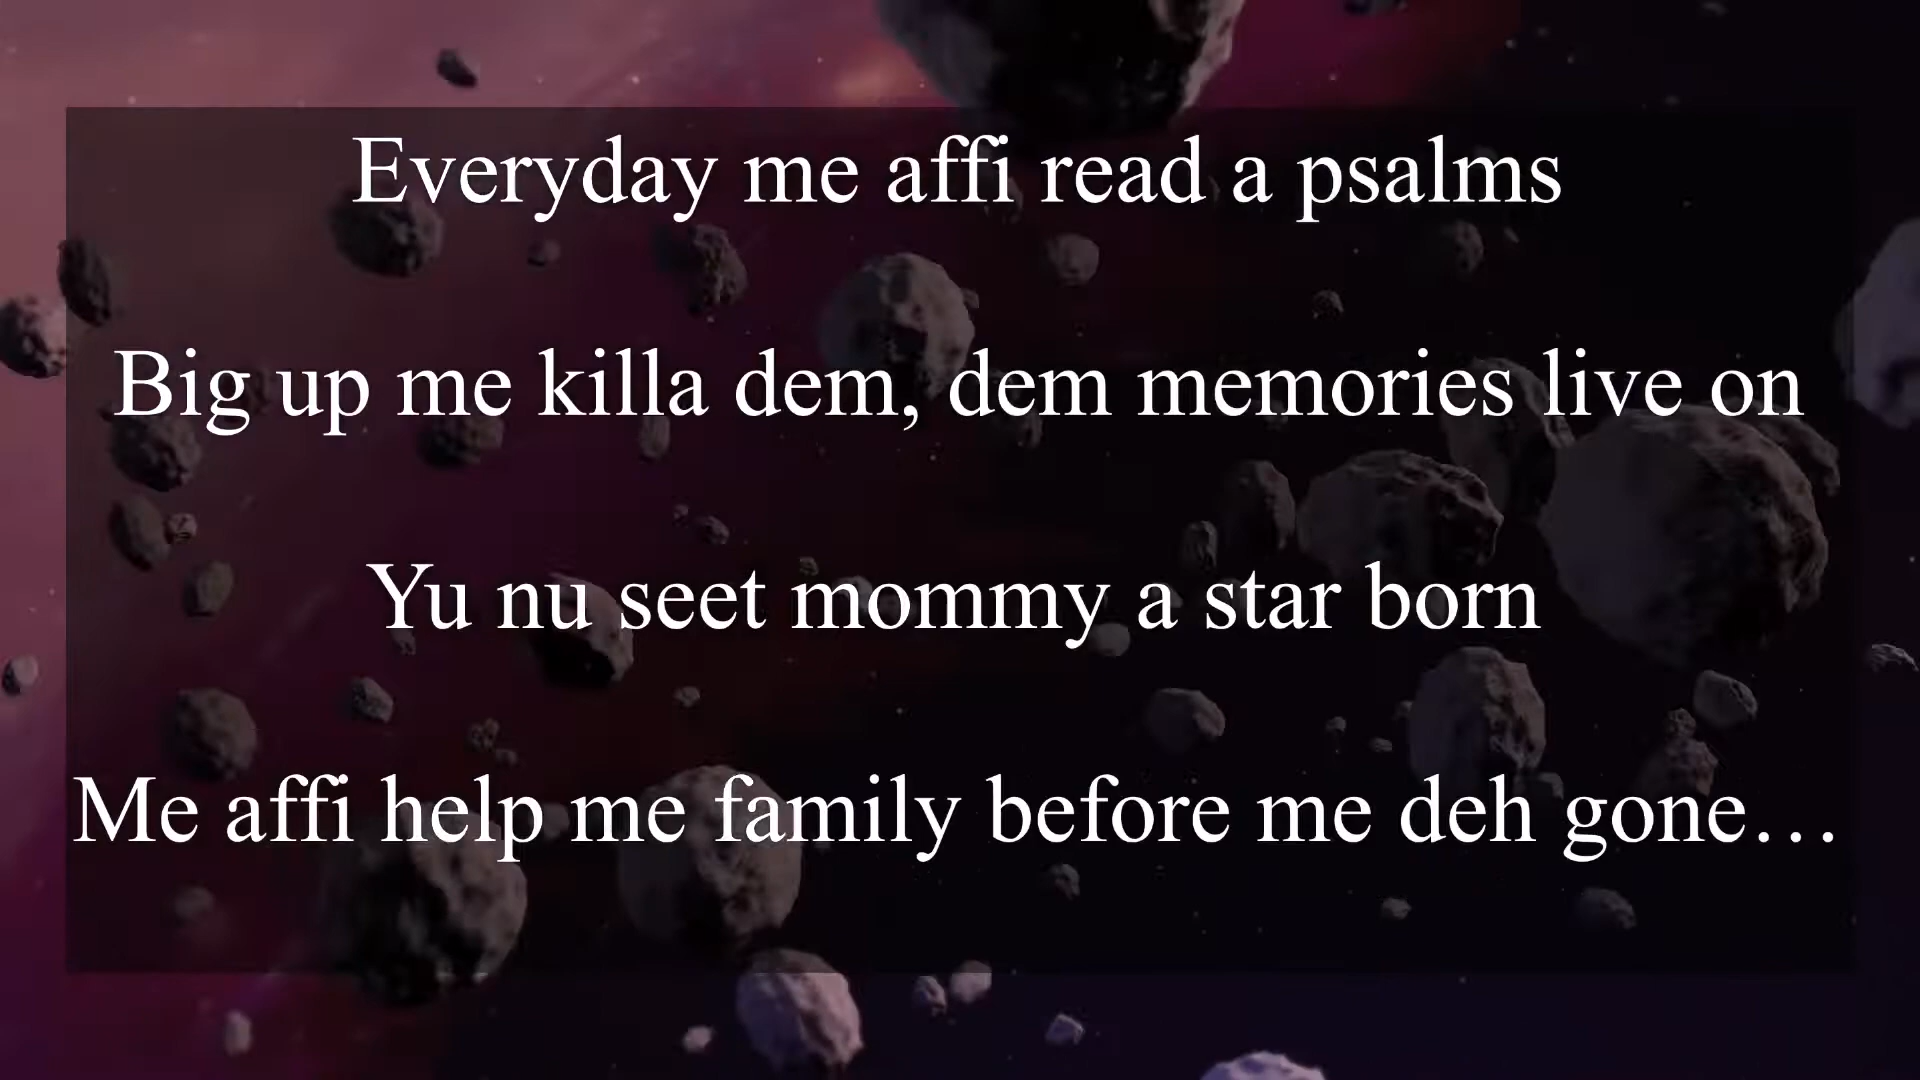 Everyday me affi read a psalms
Big up me killa dem, dem memories live on
Yu nu seet mommy a star born
Me affi help me family before me deh gone…